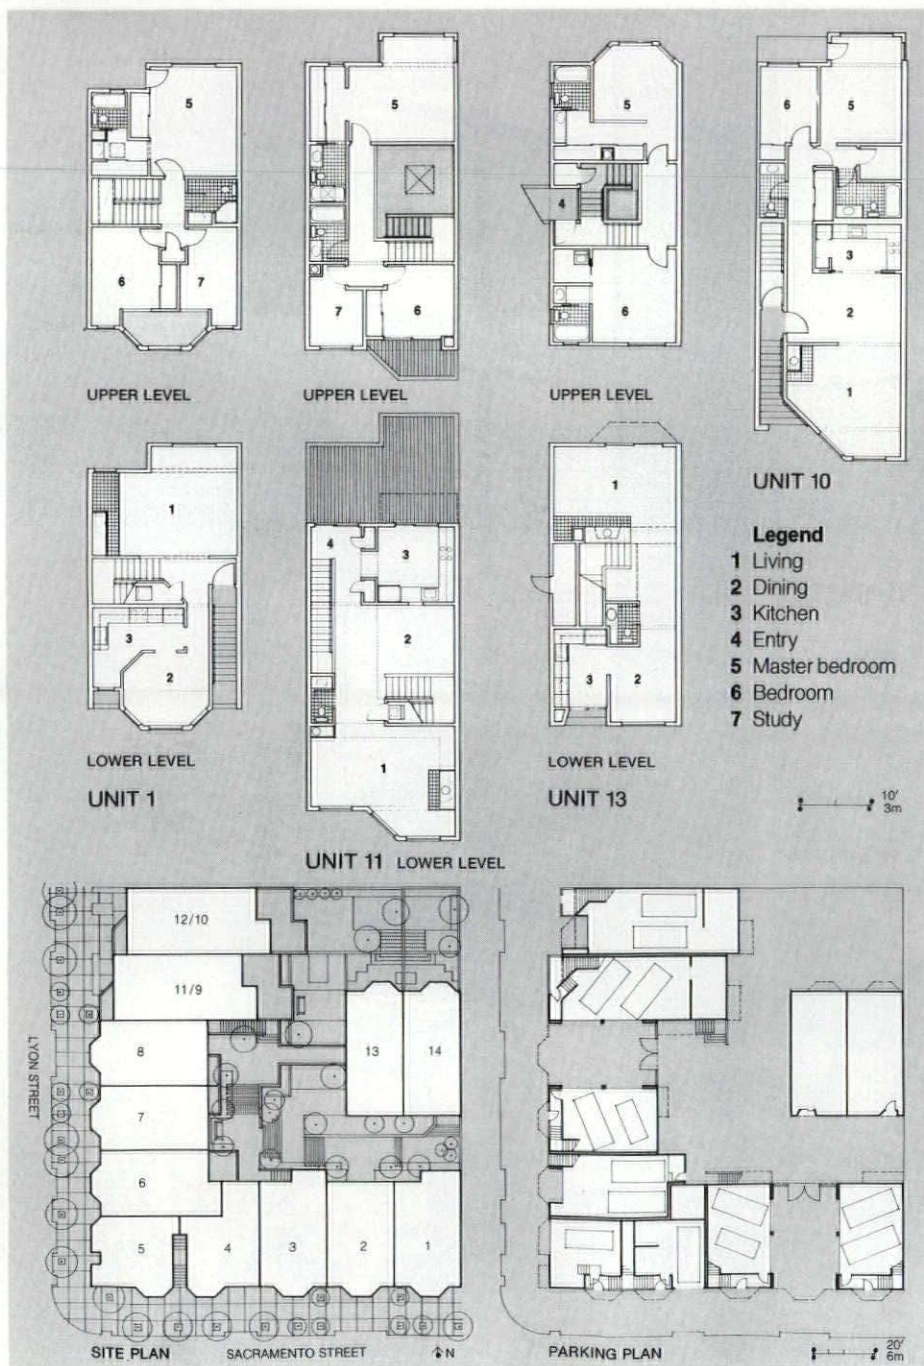 5
6
7
UPPER LEVEL
5
7
6
UPPER LEVEL
5
4
6
UPPER LEVEL
6
5
3
2
1
UNIT 10
1
3
2
LOWER LEVEL
UNIT 1
4
3
2
1
UNIT 11 LOWER LEVEL
1
3
2
LOWER LEVEL
UNIT 13
Legend
1 Living
2 Dining
3 Kitchen
4 Entry
5 Master bedroom
6 Bedroom
7 Study
10'
3m
12/10
11/9
8
7
6
5
4
3
2
1
13
14
LYON STREET
SITE PLAN
SACRAMENTO STREET
N
PARKING PLAN
20'
6m